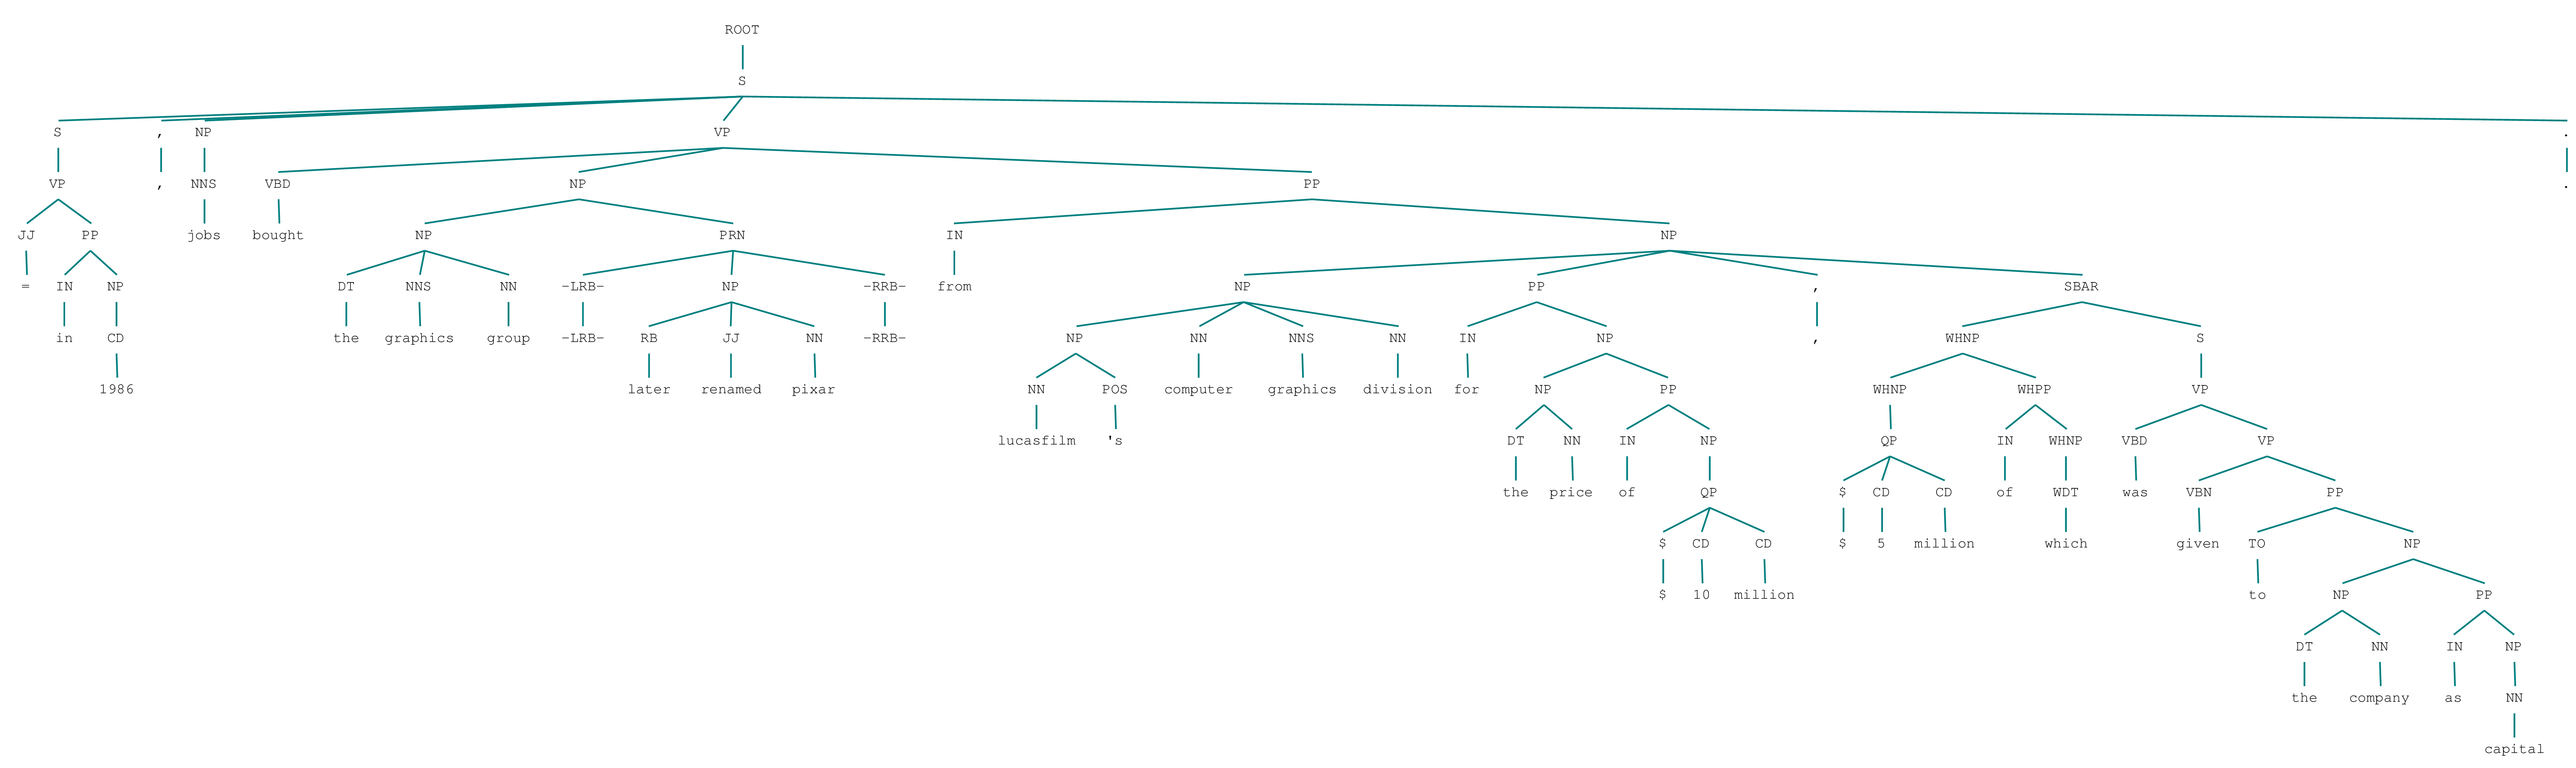 ROOT
S
S , NP VP .
VP , NNS VBD NP PP .
JJ PP jobs bought NP PRN IN NP
= IN NP DT NNS NN -LRB- NP -RRB- from NP PP , SBAR
in CD the graphics group -LRB- RB JJ NN -RRB- NP NN NNS NN IN NP , WHNP S
1986 later renamed pixar NN POS computer graphics division for NP PP WHNP WHPP VP
lucasfilm 's DT NN IN NP QP IN WHNP VBD VP
the price of QP $ CD CD of WDT was VBN PP
$ CD CD $ 5 million which given TO NP
$ 10 million to NP PP
DT NN IN NP
the company as NN
capital